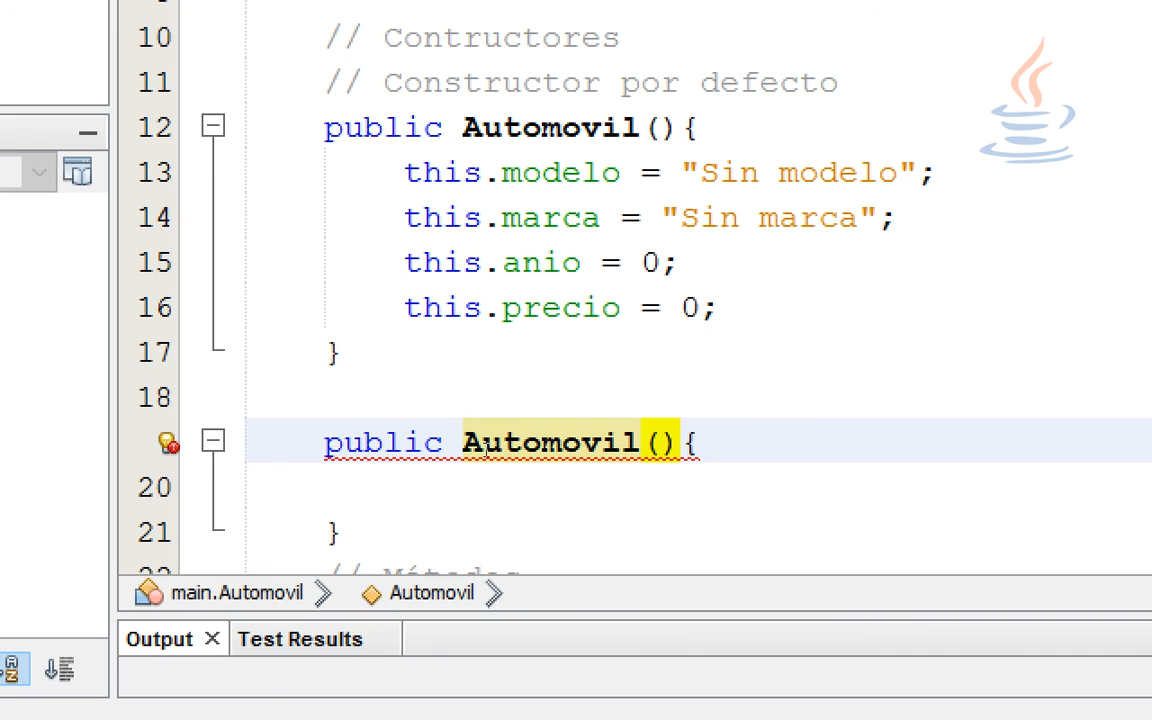 10 // Contructores
11 // Constructor por defecto
12 public Automovil(){
13 this.modelo = "Sin modelo";
14 this.marca = "Sin marca";
15 this.anio = 0;
16 this.precio = 0;
17 }
18
public Automovil(){
20
21 }
// Métodos
main.Automovil Automovil
Output Test Results